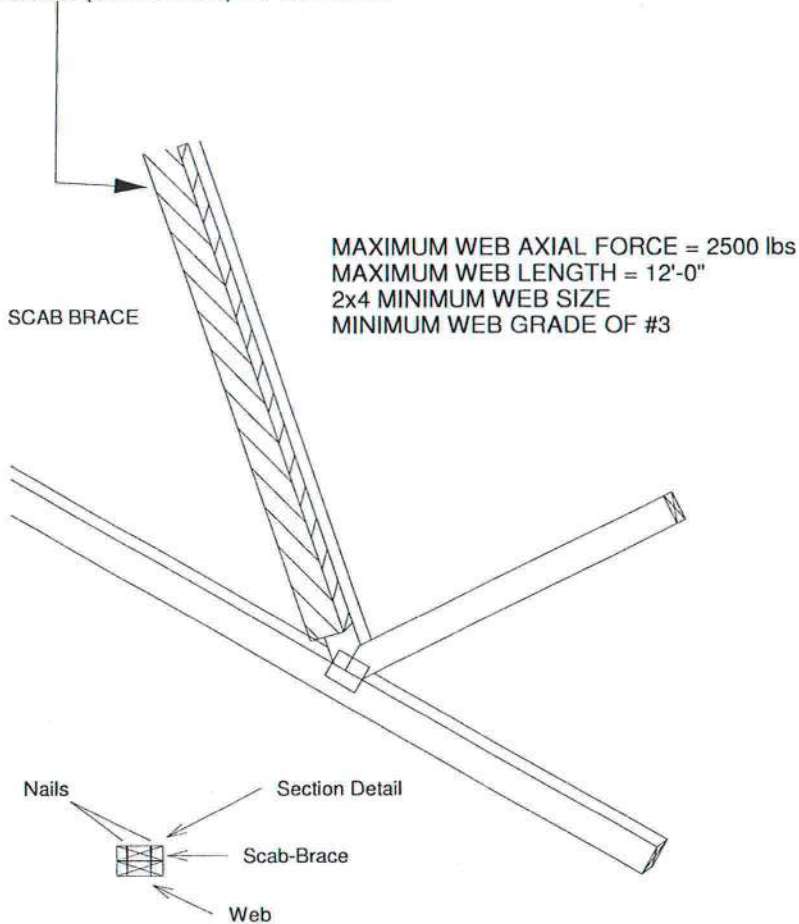 MAXIMUM WEB AXIAL FORCE = 2500 lbs
MAXIMUM WEB LENGTH = 12'-0"
2x4 MINIMUM WEB SIZE
MINIMUM WEB GRADE OF #3
SCAB BRACE
Nails
Section Detail
Scab-Brace
Web